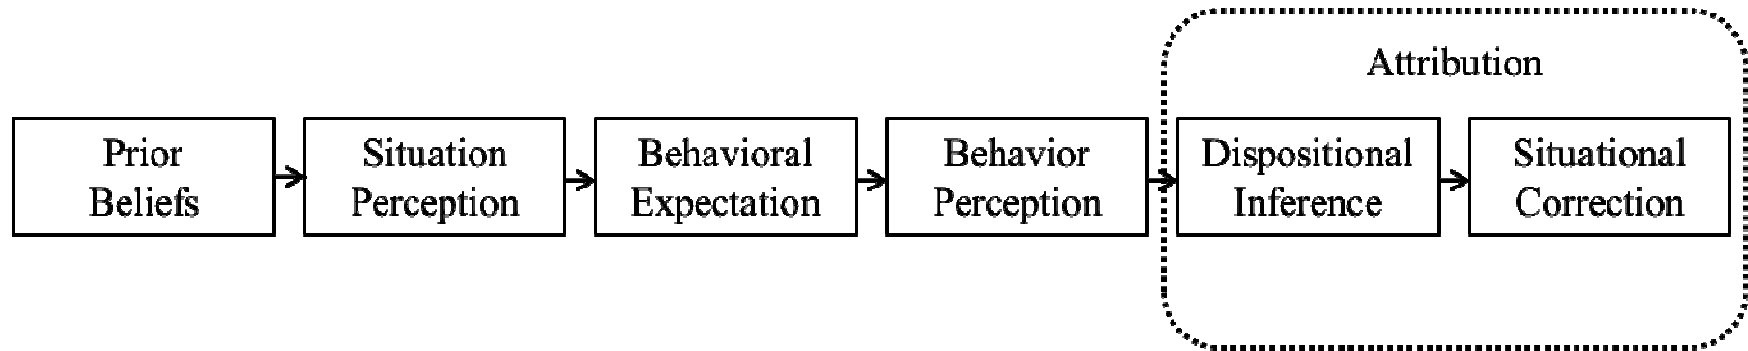 Attribution
Prior
Beliefs
Situation
Perception
Behavioral
Expectation
Behavior
Perception
Dispositional
Inference
Situational
Correction